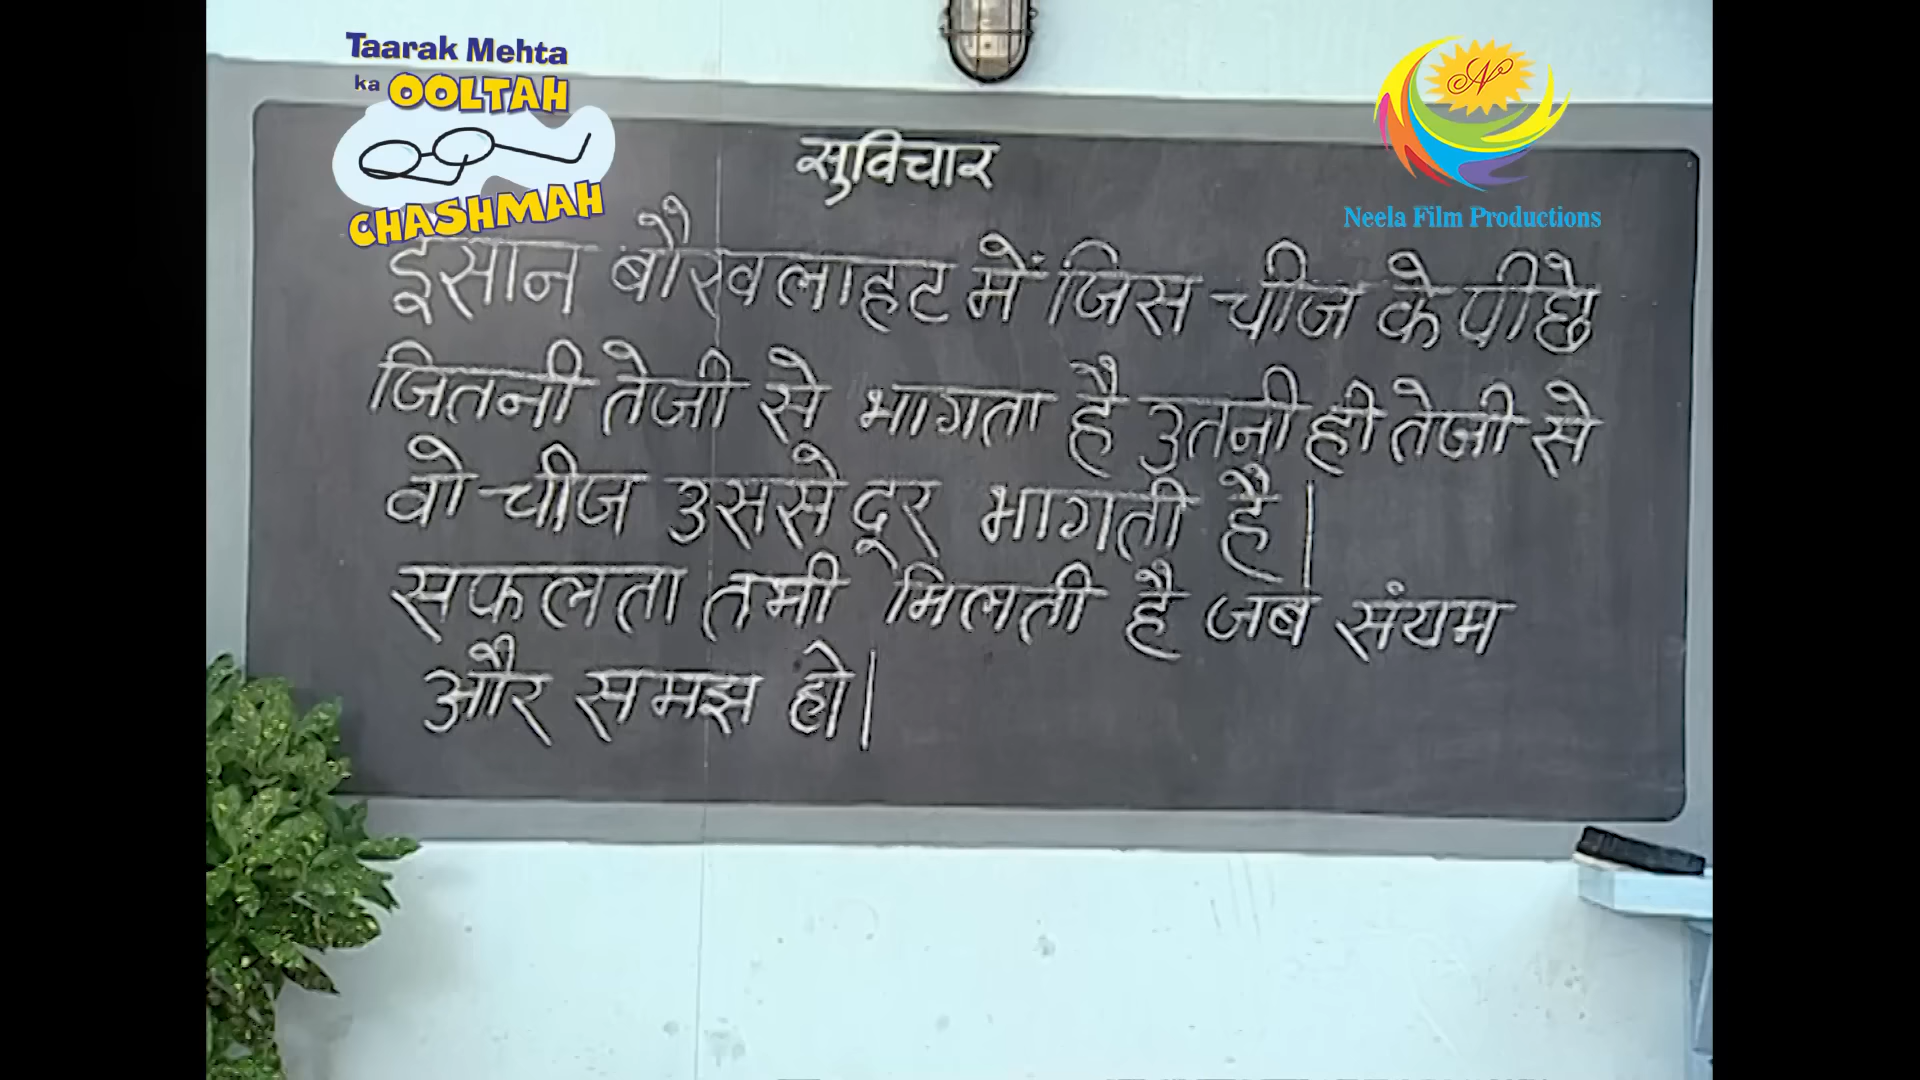 Taarak Mehta
ka OOLTAH
CHASHMAH
Neela Film Productions
सुविचार
इंसान बौखलाहट में जिस चीज के पीछे
जितनी तेजी से भागता है उतनी ही तेजी से
वो चीज उससे दूर भागती है।
सफलता तभी मिलती है जब संयम
और समझ हो।